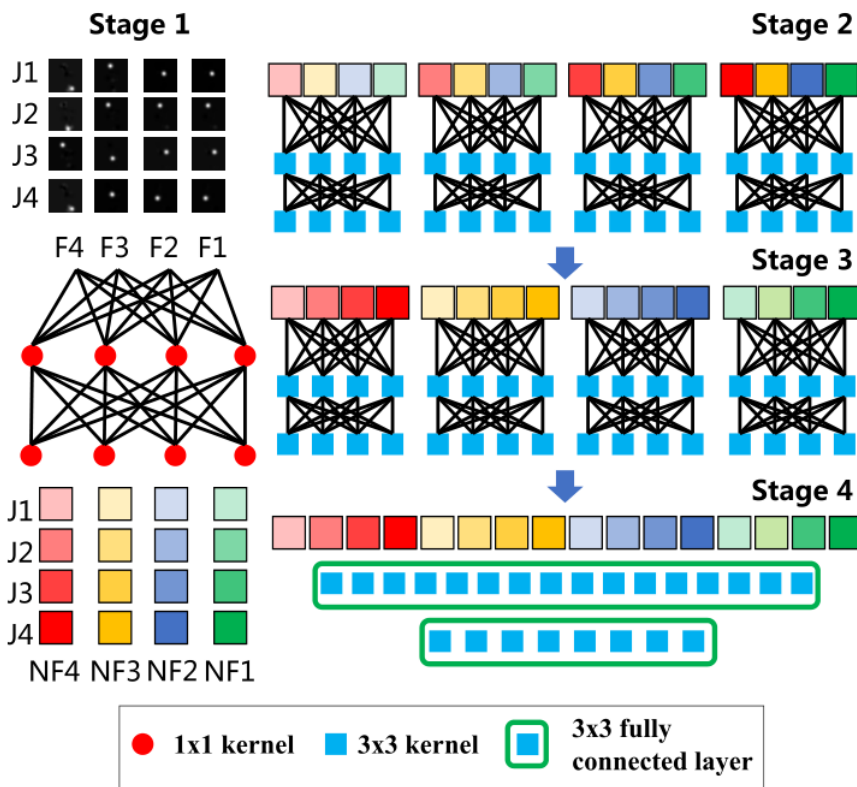 Stage 1
J1
J2
J3
J4
F4 F3 F2 F1
J1
J2
J3
J4
NF4 NF3 NF2 NF1
Stage 2
Stage 3
Stage 4
1x1 kernel
3x3 kernel
3x3 fully
connected layer